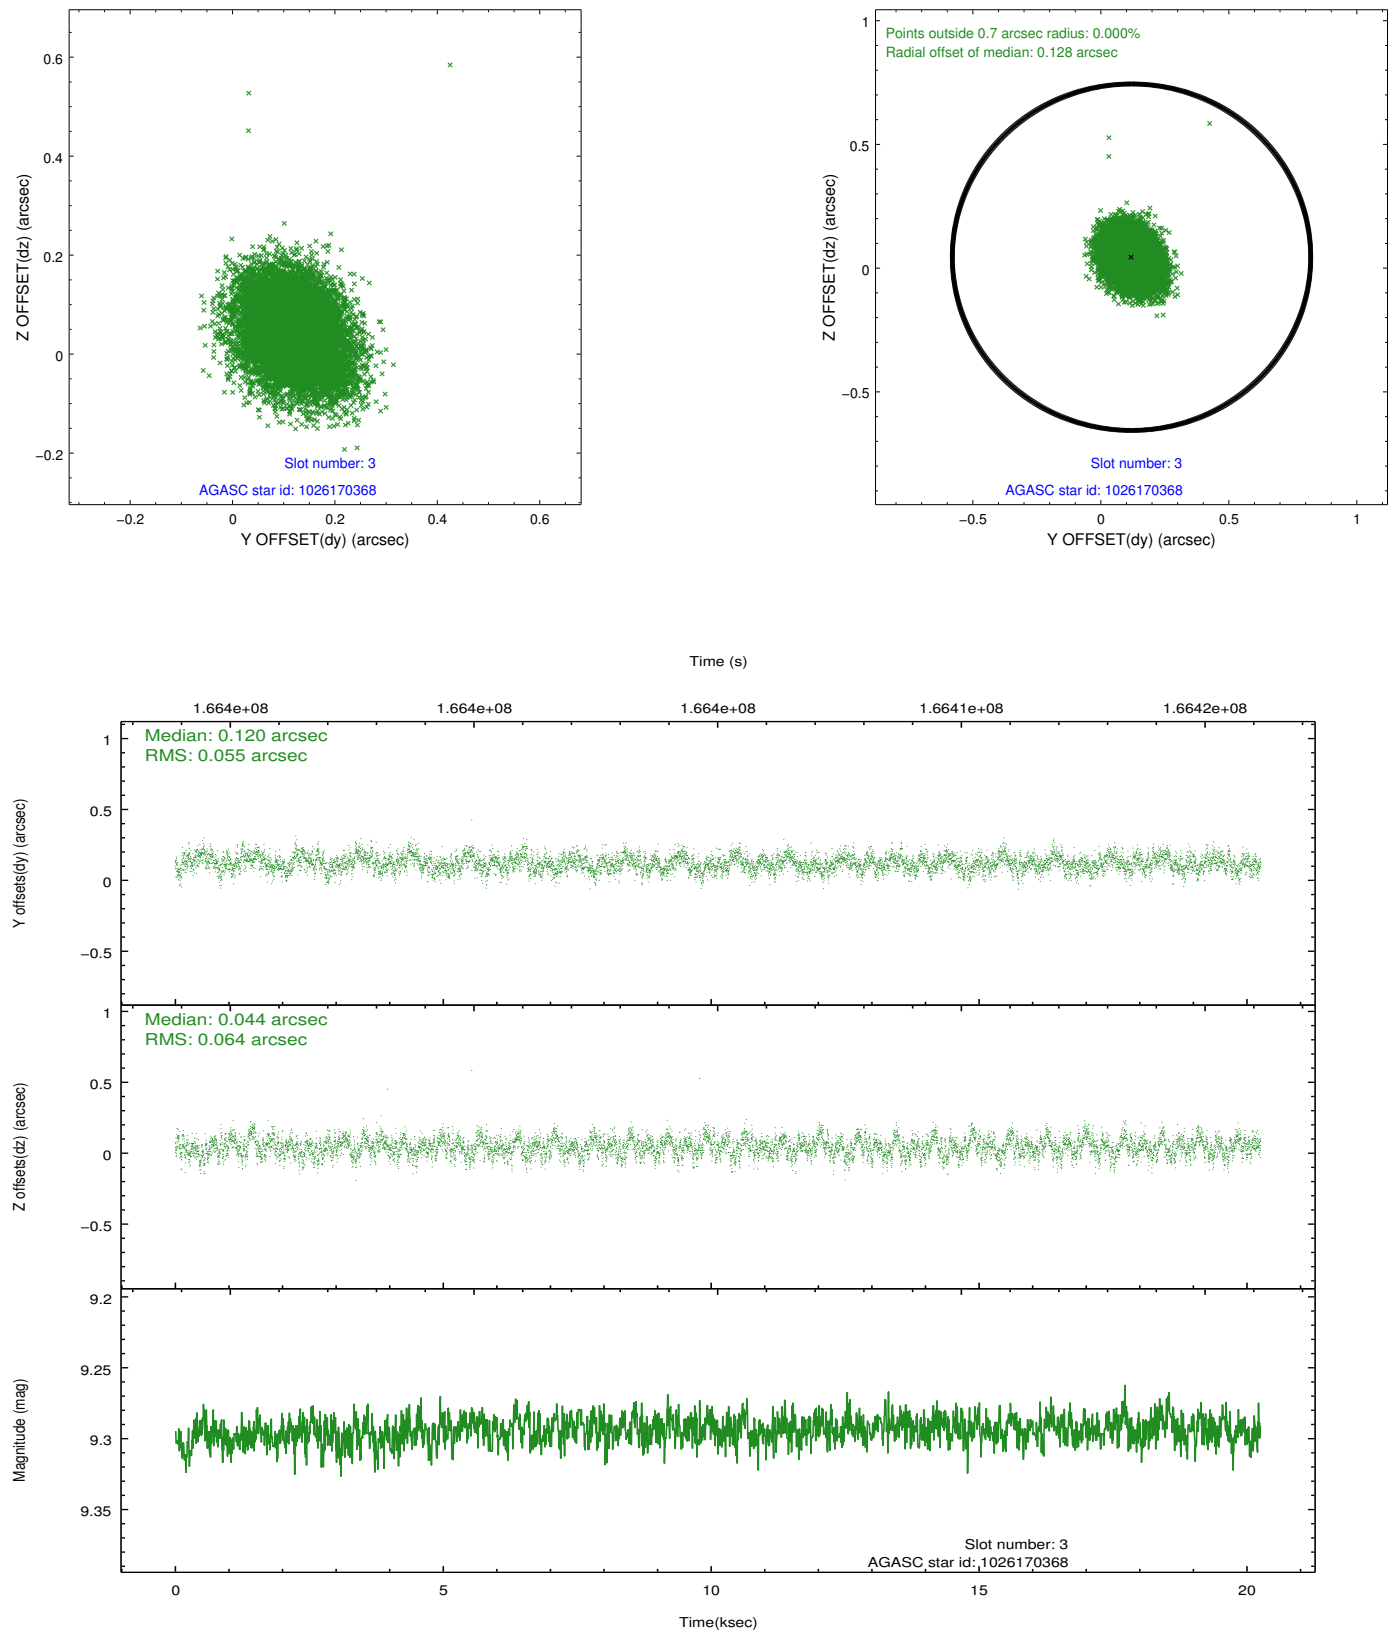 0.6
0.4
0.2
0
−0.2
Z OFFSET(dz) (arcsec)
Slot number: 3
AGASC star id: 1026170368
−0.2 0 0.2 0.4 0.6
Y OFFSET(dy) (arcsec)
Points outside 0.7 arcsec radius: 0.000%
Radial offset of median: 0.128 arcsec
1
0.5
0
−0.5
Z OFFSET(dz) (arcsec)
Slot number: 3
AGASC star id: 1026170368
−0.5 0 0.5 1
Y OFFSET(dy) (arcsec)
Time (s)
1.664e+08 1.664e+08 1.664e+08 1.6641e+08 1.6642e+08
Median: 0.120 arcsec
RMS: 0.055 arcsec
1
0.5
0
−0.5
Y offsets(dy) (arcsec)
Median: 0.044 arcsec
RMS: 0.064 arcsec
1
0.5
0
−0.5
Z offsets(dz) (arcsec)
9.2
9.25
9.3
9.35
Magnitude (mag)
Slot number: 3
AGASC star id: 1026170368
0 5 10 15 20
Time(ksec)